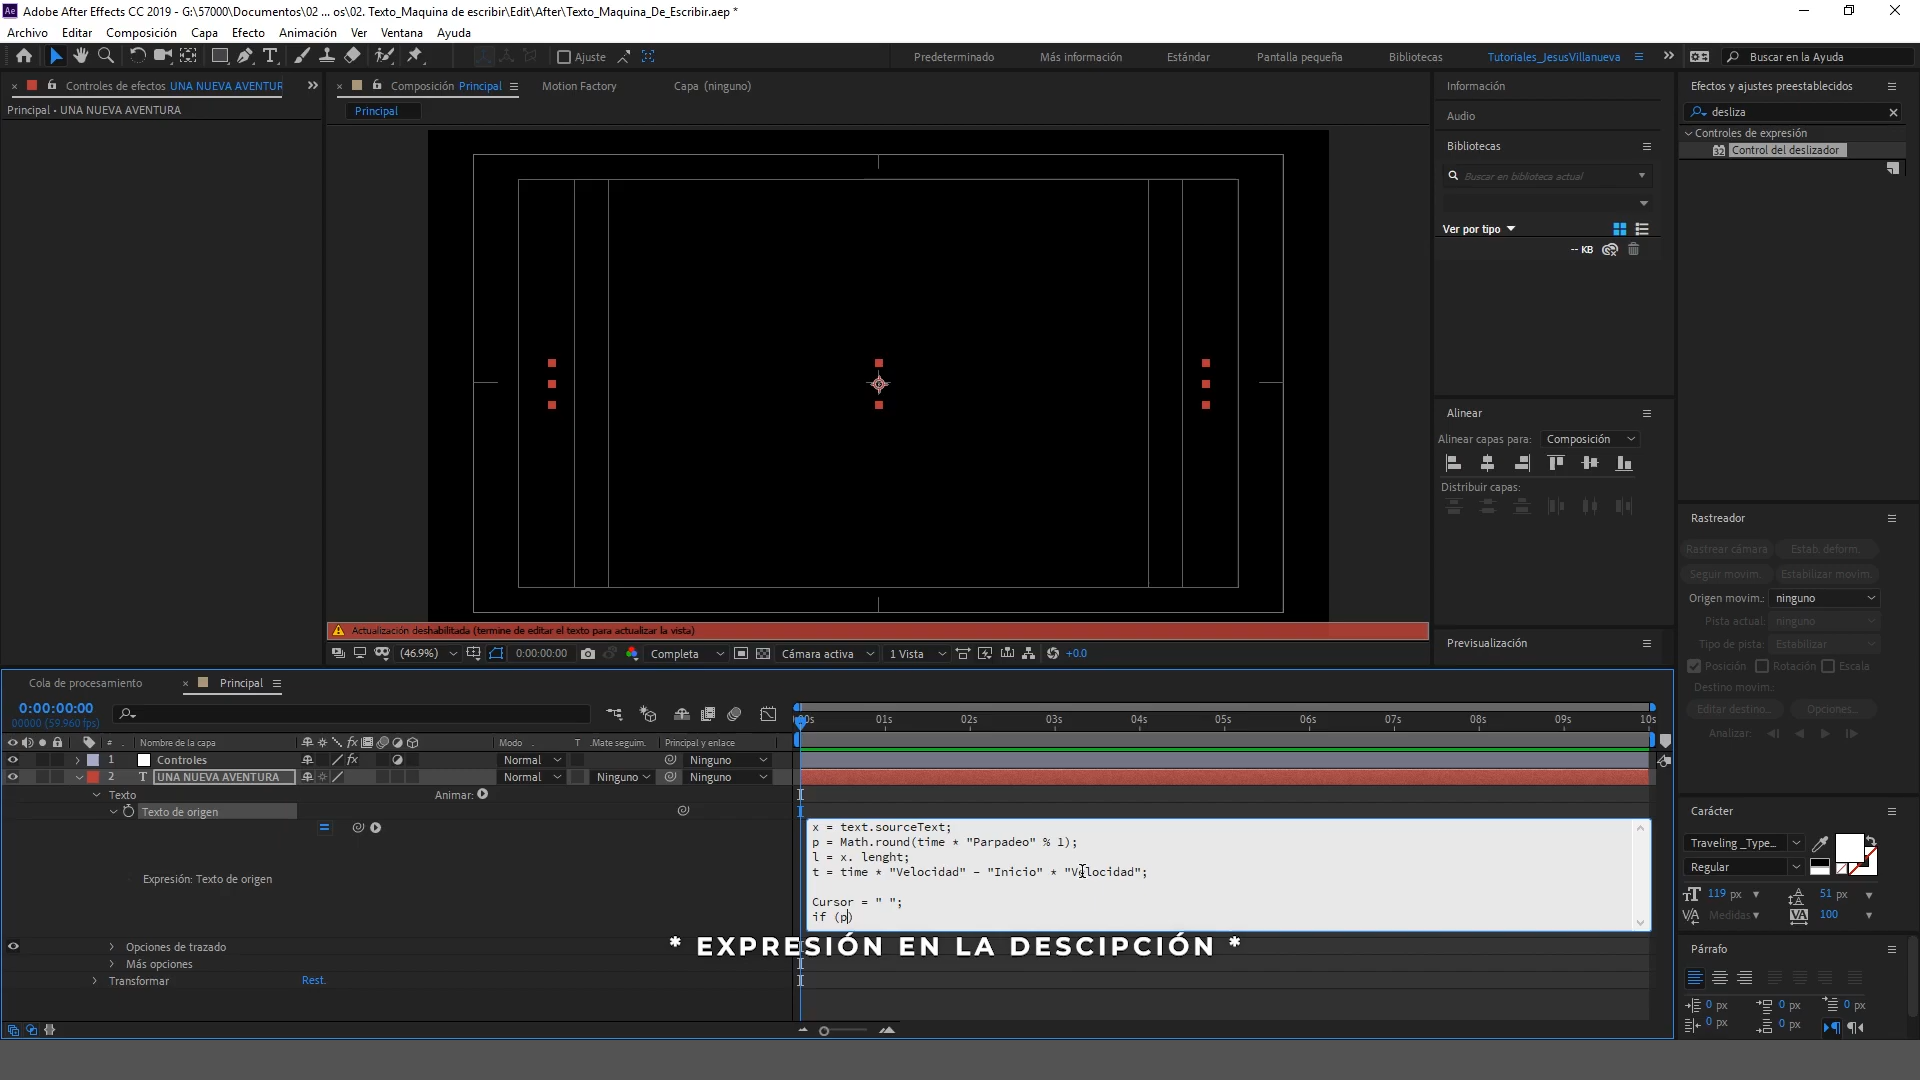 Adobe After Effects CC 2019 - G:\57000\Documentos\02 ... os\02. Texto_Maquina de escribir\Edit\After\Texto_Maquina_De_Escribir.aep *
Archivo Editar Composición Capa Efecto Animación Ver Ventana Ayuda
Ajuste
Predeterminado Más información Estándar Pantalla pequeña Bibliotecas Tutoriales_JesusVillanueva
Buscar en la Ayuda
Controles de efectos UNA NUEVA AVENTUR
Principal • UNA NUEVA AVENTURA
Composición Principal
Motion Factory
Capa (ninguno)
Principal
Información
Audio
Bibliotecas
Buscar en biblioteca actual
Ver por tipo
-- KB
Efectos y ajustes preestablecidos
desliza
Controles de expresión
Control del deslizador
Alinear
Alinear capas para: Composición
Distribuir capas:
Previsualización
Rastreador
Rastrear cámara Estab. deform.
Seguir movim. Estabilizar movim.
Origen movim.: ninguno
Pista actual: ninguno
Tipo de pista: Estabilizar
Posición Rotación Escala
Destino movim.:
Editar destino... Opciones...
Analizar:
Actualización deshabilitada (termine de editar el texto para actualizar la vista)
(46.9%) 0:00:00:00 Completa Cámara activa 1 Vista +0.0
Cola de procesamiento
Principal
0:00:00:00
00000 (59.960 fps)
:00s 01s 02s 03s 04s 05s 06s 07s 08s 09s 10s
# Nombre de la capa fx Modo T .Mate seguim. Principal y enlace
1 Controles fx Normal Ninguno
2 T UNA NUEVA AVENTURA Normal Ninguno Ninguno
Texto
Animar:
Texto de origen
Expresión: Texto de origen
x = text.sourceText;
p = Math.round(time * "Parpadeo" % 1);
l = x. lenght;
t = time * "Velocidad" - "Inicio" * "Velocidad";
Cursor = " ";
if (p)
* EXPRESIÓN EN LA DESCIPCIÓN *
Opciones de trazado
Más opciones
Transformar Rest.
Carácter
Traveling _Type...
Regular
119 px 51 px
Medidas 100
Párrafo
0 px 0 px 0 px
0 px 0 px